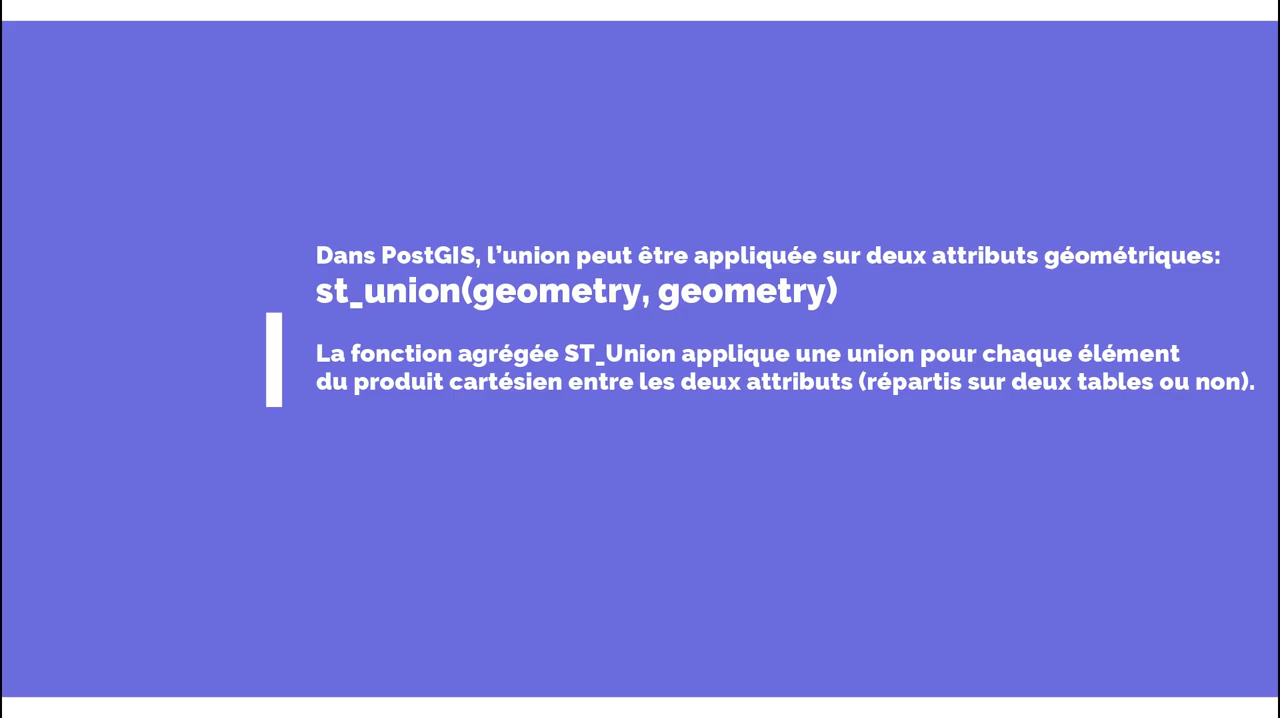 Dans PostGIS, l’union peut être appliquée sur deux attributs géométriques:
st_union(geometry, geometry)
La fonction agrégée ST_Union applique une union pour chaque élément
du produit cartésien entre les deux attributs (répartis sur deux tables ou non).